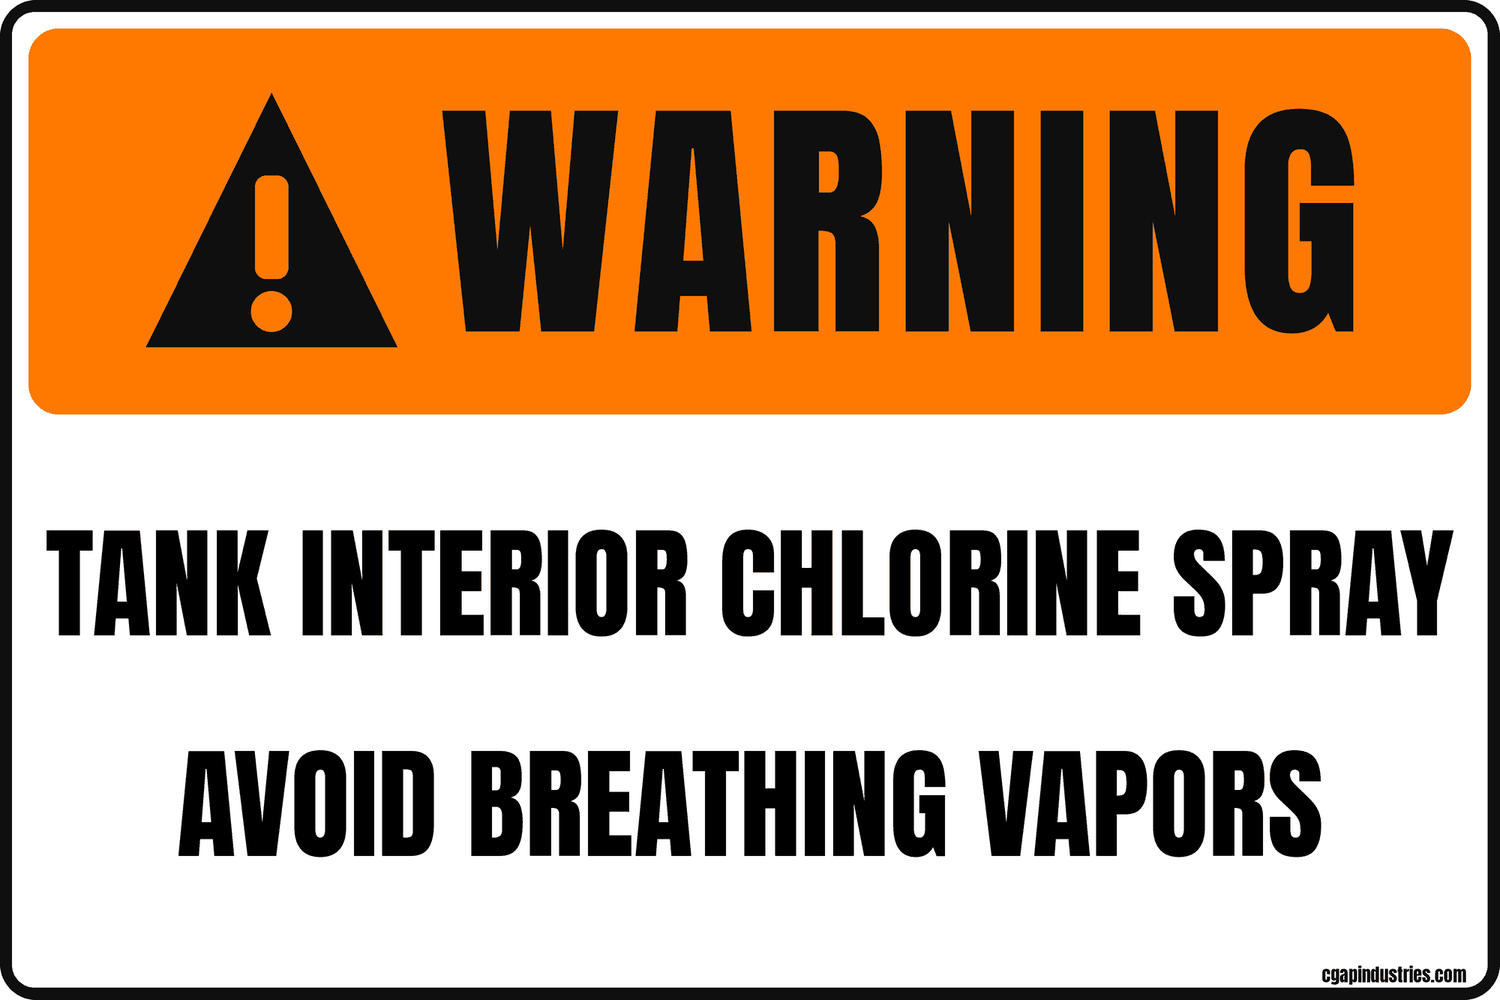 WARNING
TANK INTERIOR CHLORINE SPRAY
AVOID BREATHING VAPORS
cgapindustries.com